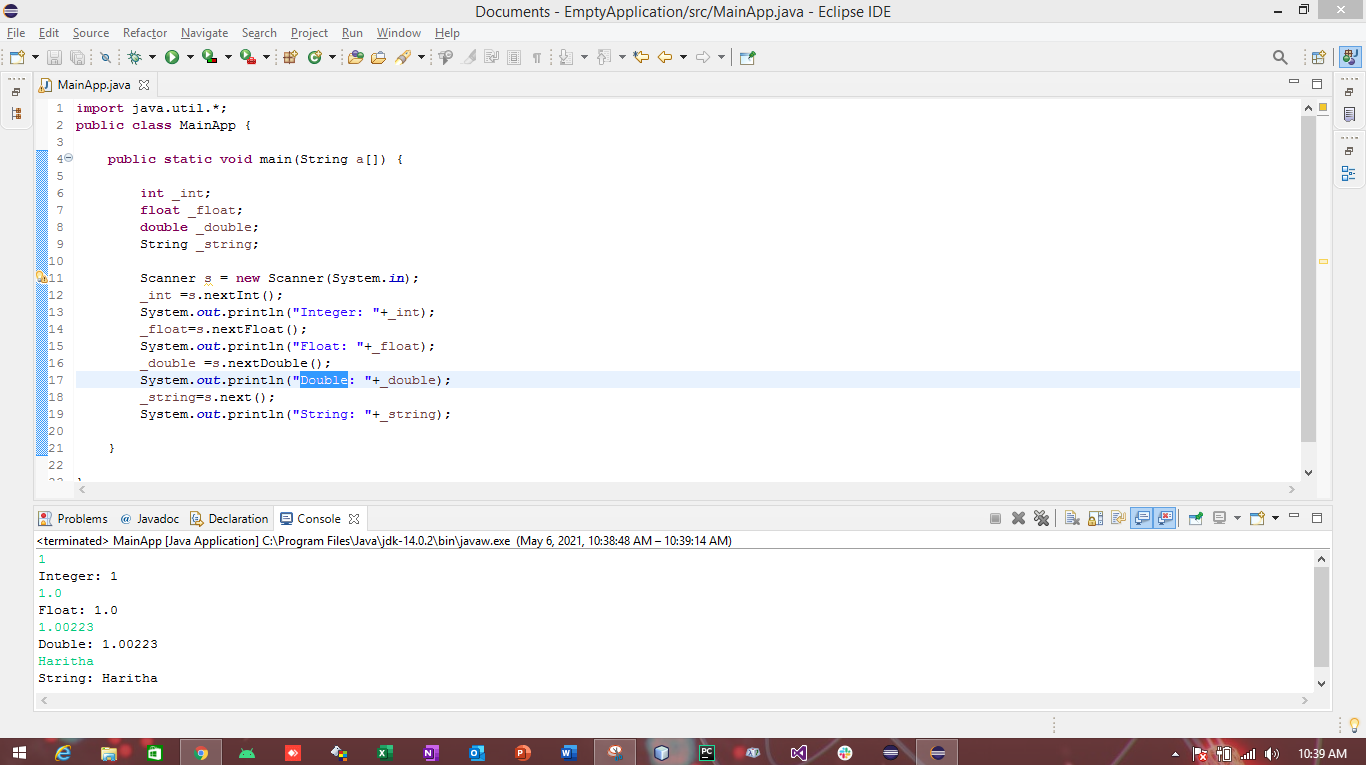 Documents - EmptyApplication/src/MainApp.java - Eclipse IDE
File Edit Source Refactor Navigate Search Project Run Window Help
MainApp.java
1 import java.util.*;
2 public class MainApp {
3
4 public static void main(String a[]) {
5
6 int _int;
7 float _float;
8 double _double;
9 String _string;
10
11 Scanner s = new Scanner(System.in);
12 _int =s.nextInt();
13 System.out.println("Integer: "+_int);
14 _float=s.nextFloat();
15 System.out.println("Float: "+_float);
16 _double =s.nextDouble();
17 System.out.println("Double: "+_double);
18 _string=s.next();
19 System.out.println("String: "+_string);
20
21 }
22
Problems @ Javadoc Declaration Console
<terminated> MainApp [Java Application] C:\Program Files\Java\jdk-14.0.2\bin\javaw.exe (May 6, 2021, 10:38:48 AM – 10:39:14 AM)
1
Integer: 1
1.0
Float: 1.0
1.00223
Double: 1.00223
Haritha
String: Haritha
10:39 AM